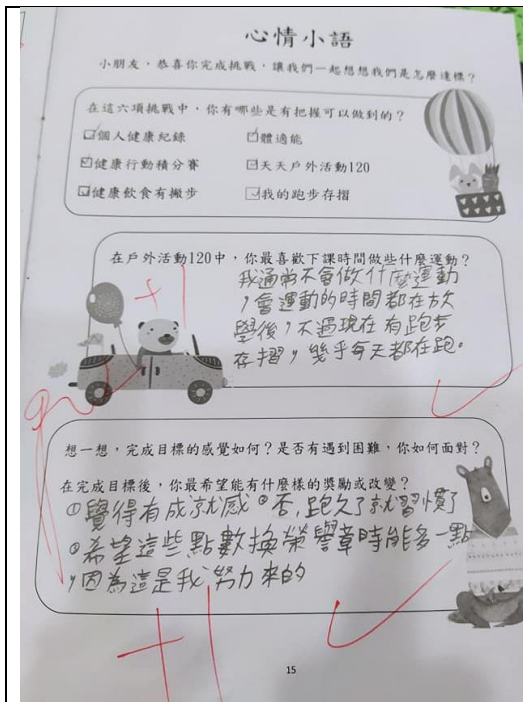 心情小語
小朋友，恭喜你完成挑戰，讓我們一起想想我們是怎麼達標？
在這六項挑戰中，你有哪些是有把握可以做到的？
☑個人健康紀錄 ☑體適能
☑健康行動積分賽 ☑天天戶外活動120
☑健康飲食有撇步 ☑我的跑步存摺
在戶外活動120中，你最喜歡下課時間做些什麼運動？
我通常不會做什麼運動
，會運動的時間都在放
學後，不過現在有跑步
存摺，幾乎每天都在跑。
+1
想一想，完成目標的感覺如何？是否有遇到困難，你如何面對？
在完成目標後，你最希望能有什麼樣的獎勵或改變？
①覺得有成就感②否，跑久了就習慣了
③希望這些點數換榮譽章時能多一點
，因為這是我努力來的
+1
15